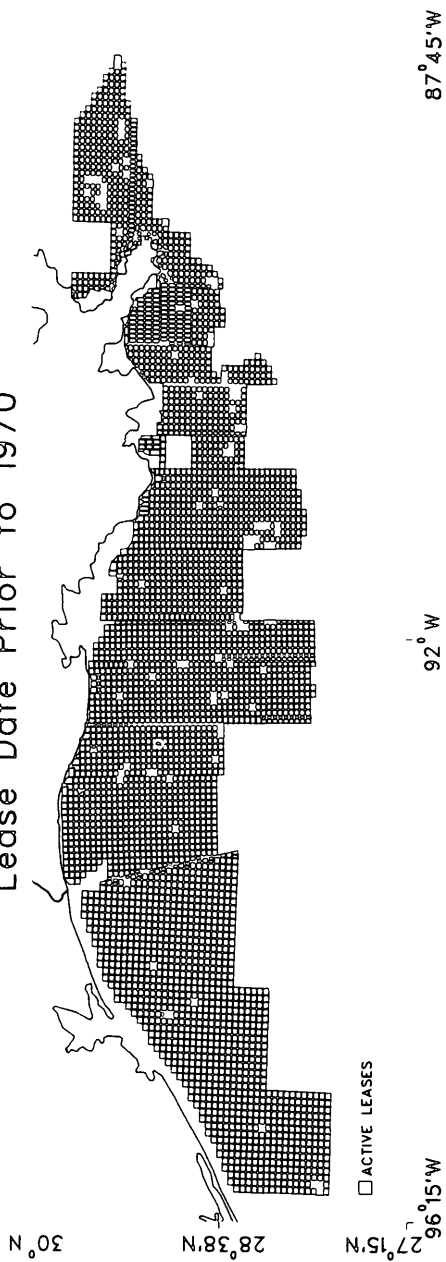 Lease Date Prior to 1970
30°N
28°38'N
27°15'N
96°15'W
92°W
87°45'W
ACTIVE LEASES